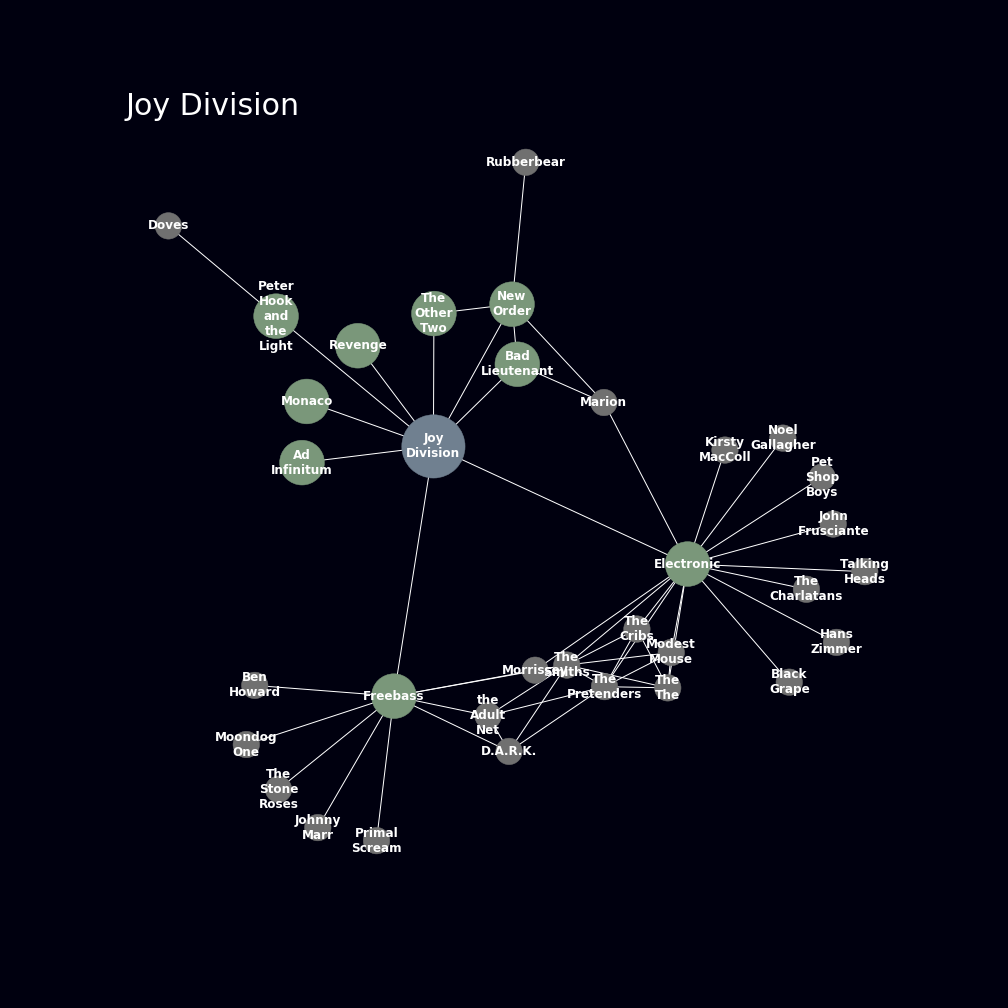 Joy Division
Rubberbear
Doves
Peter
Hook
and
the
Light
The
Other
Two
New
Order
Revenge
Bad
Lieutenant
Monaco
Marion
Joy
Division
Ad
Infinitum
Kirsty
MacColl
Noel
Gallagher
Pet
Shop
Boys
John
Frusciante
Electronic
Talking
Heads
The
Charlatans
The
Cribs
Hans
Zimmer
Modest
Mouse
Morrissey
The
Smiths
The
Pretenders
The
The
Black
Grape
Ben
Howard
Freebass
the
Adult
Net
Moondog
One
D.A.R.K.
The
Stone
Roses
Johnny
Marr
Primal
Scream